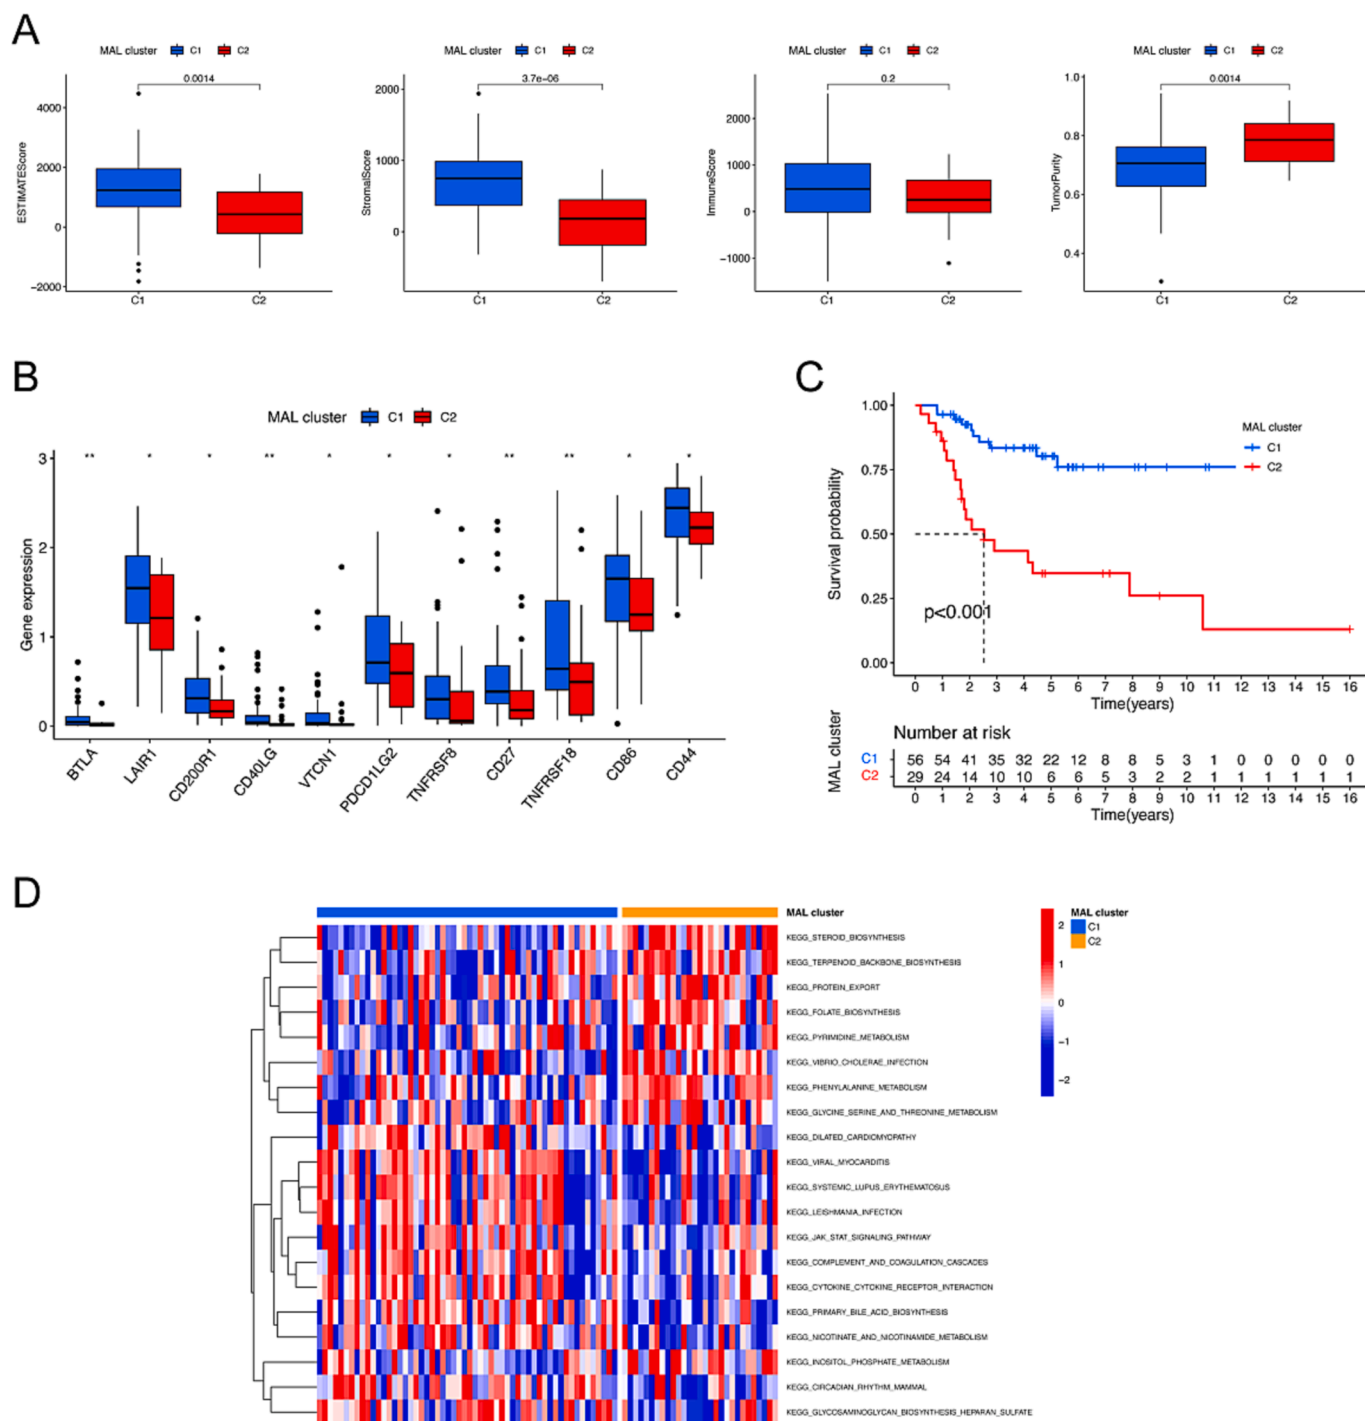 A
MAL cluster C1 C2
0.0014
ESTIMATEScore
4000
2000
0
−2000
C1 C2
MAL cluster C1 C2
3.7e−06
StromalScore
2000
1000
0
C1 C2
MAL cluster C1 C2
0.2
ImmuneScore
2000
1000
0
−1000
C1 C2
MAL cluster C1 C2
0.0014
TumorPurity
1.0
0.8
0.6
0.4
C1 C2
B
MAL cluster C1 C2
** * * ** * * * ** ** * *
Gene expression
3
2
1
0
BTLA
LAIR1
CD200R1
CD40LG
VTCN1
PDCD1LG2
TNFRSF8
CD27
TNFRSF18
CD86
CD44
C
Survival probability
1.00
0.75
0.50
0.25
0.00
MAL cluster
C1
C2
p<0.001
0 1 2 3 4 5 6 7 8 9 10 11 12 13 14 15 16
Time(years)
Number at risk
MAL cluster
C1 56 54 41 35 32 22 12 8 8 5 3 1 0 0 0 0 0
C2 29 24 14 10 10 6 6 5 3 2 2 1 1 1 1 1 1
0 1 2 3 4 5 6 7 8 9 10 11 12 13 14 15 16
Time(years)
D
MAL cluster
KEGG_STEROID_BIOSYNTHESIS
KEGG_TERPENOID_BACKBONE_BIOSYNTHESIS
KEGG_PROTEIN_EXPORT
KEGG_FOLATE_BIOSYNTHESIS
KEGG_PYRIMIDINE_METABOLISM
KEGG_VIBRIO_CHOLERAE_INFECTION
KEGG_PHENYLALANINE_METABOLISM
KEGG_GLYCINE_SERINE_AND_THREONINE_METABOLISM
KEGG_DILATED_CARDIOMYOPATHY
KEGG_VIRAL_MYOCARDITIS
KEGG_SYSTEMIC_LUPUS_ERYTHEMATOSUS
KEGG_LEISHMANIA_INFECTION
KEGG_JAK_STAT_SIGNALING_PATHWAY
KEGG_COMPLEMENT_AND_COAGULATION_CASCADES
KEGG_CYTOKINE_CYTOKINE_RECEPTOR_INTERACTION
KEGG_PRIMARY_BILE_ACID_BIOSYNTHESIS
KEGG_NICOTINATE_AND_NICOTINAMIDE_METABOLISM
KEGG_INOSITOL_PHOSPHATE_METABOLISM
KEGG_CIRCADIAN_RHYTHM_MAMMAL
KEGG_GLYCOSAMINOGLYCAN_BIOSYNTHESIS_HEPARAN_SULFATE
2
1
0
−1
−2
MAL cluster
C1
C2